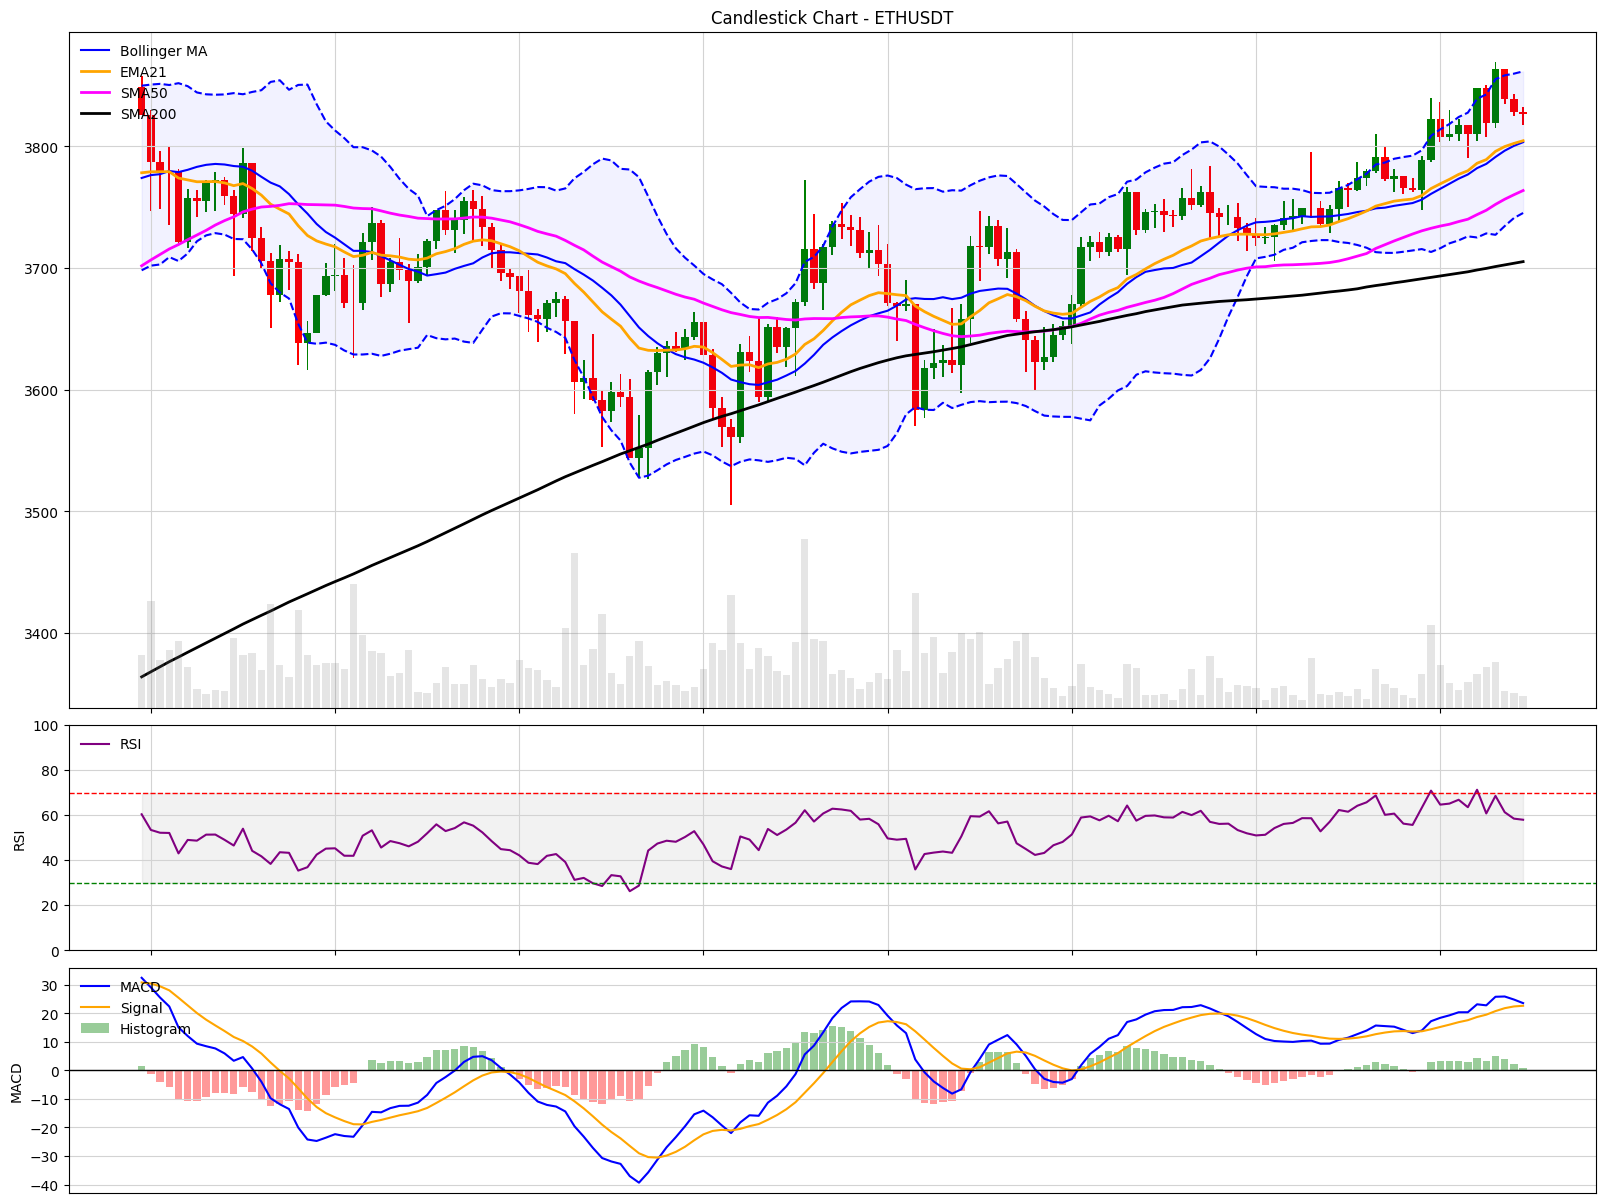 Candlestick Chart - ETHUSDT
Bollinger MA
EMA21
SMA50
SMA200
3800
3700
3600
3500
3400
100
80
60
40
20
0
RSI
RSI
30
20
10
0
−10
−20
−30
−40
MACD
MACD
Signal
Histogram